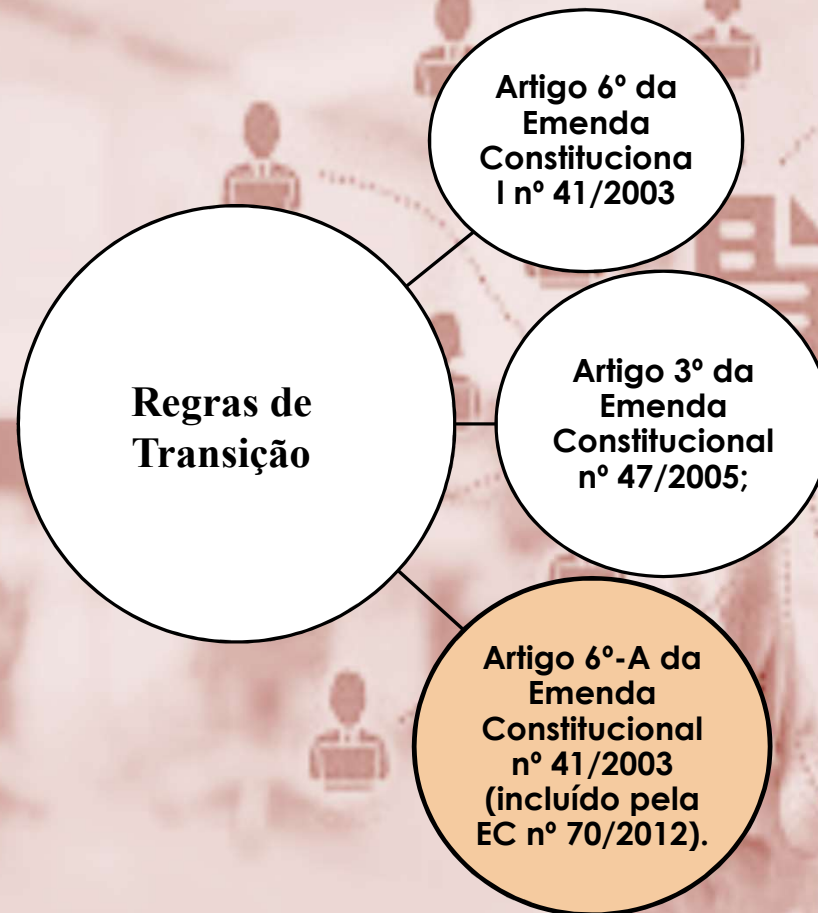 Artigo 6º da
Emenda
Constituciona
l nº 41/2003
Regras de
Transição
Artigo 3º da
Emenda
Constitucional
nº 47/2005;
Artigo 6º-A da
Emenda
Constitucional
nº 41/2003
(incluído pela
EC nº 70/2012).